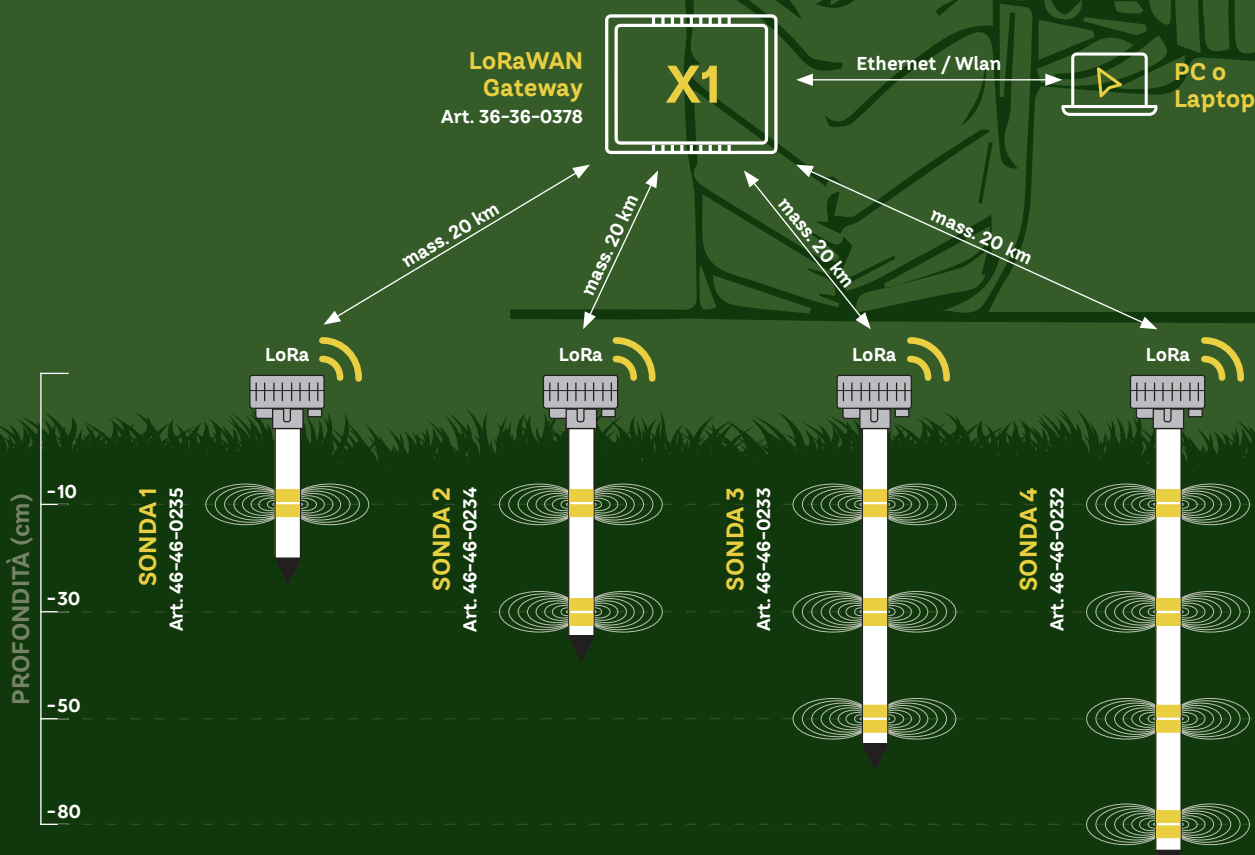 LoRaWAN
Gateway
Art. 36-36-0378
X1
Ethernet / Wlan
PC o
Laptop
mass. 20 km
mass. 20 km
mass. 20 km
mass. 20 km
LoRa
LoRa
LoRa
LoRa
PROFONDITÀ (cm)
-10
-30
-50
-80
SONDA 1
Art. 46-46-0235
SONDA 2
Art. 46-46-0234
SONDA 3
Art. 46-46-0233
SONDA 4
Art. 46-46-0232